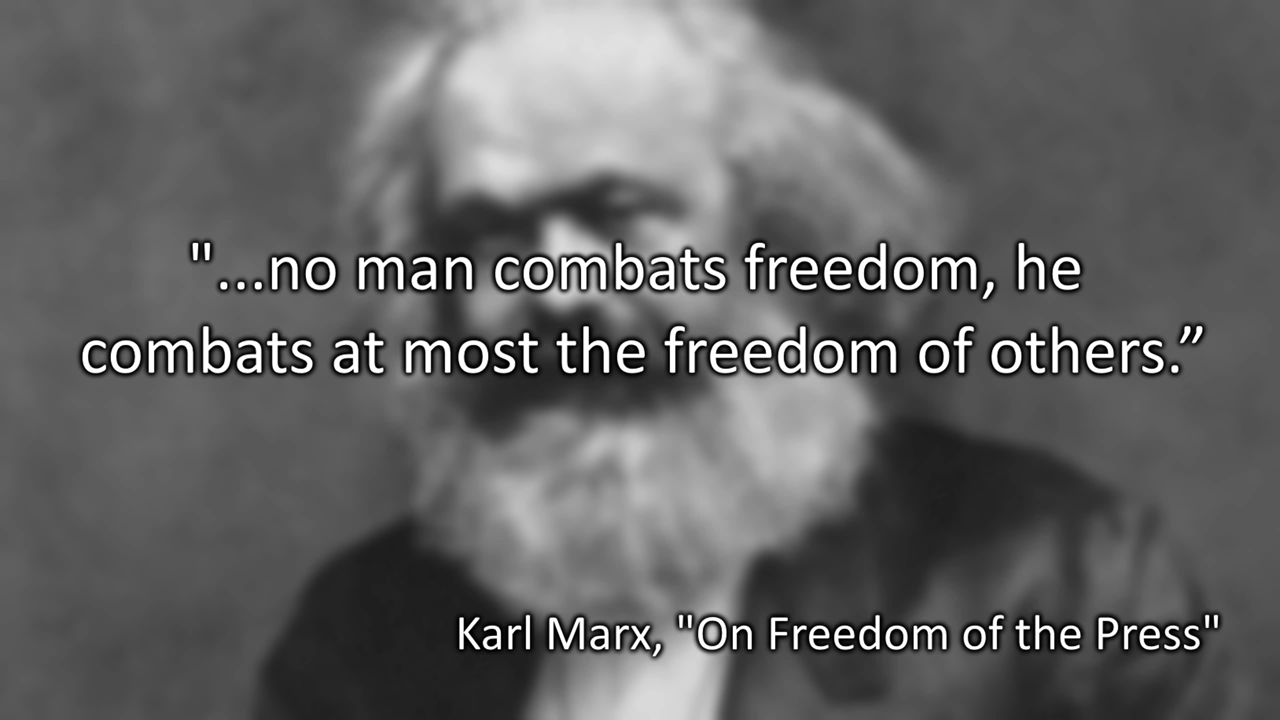 "...no man combats freedom, he
combats at most the freedom of others.”
Karl Marx, "On Freedom of the Press"